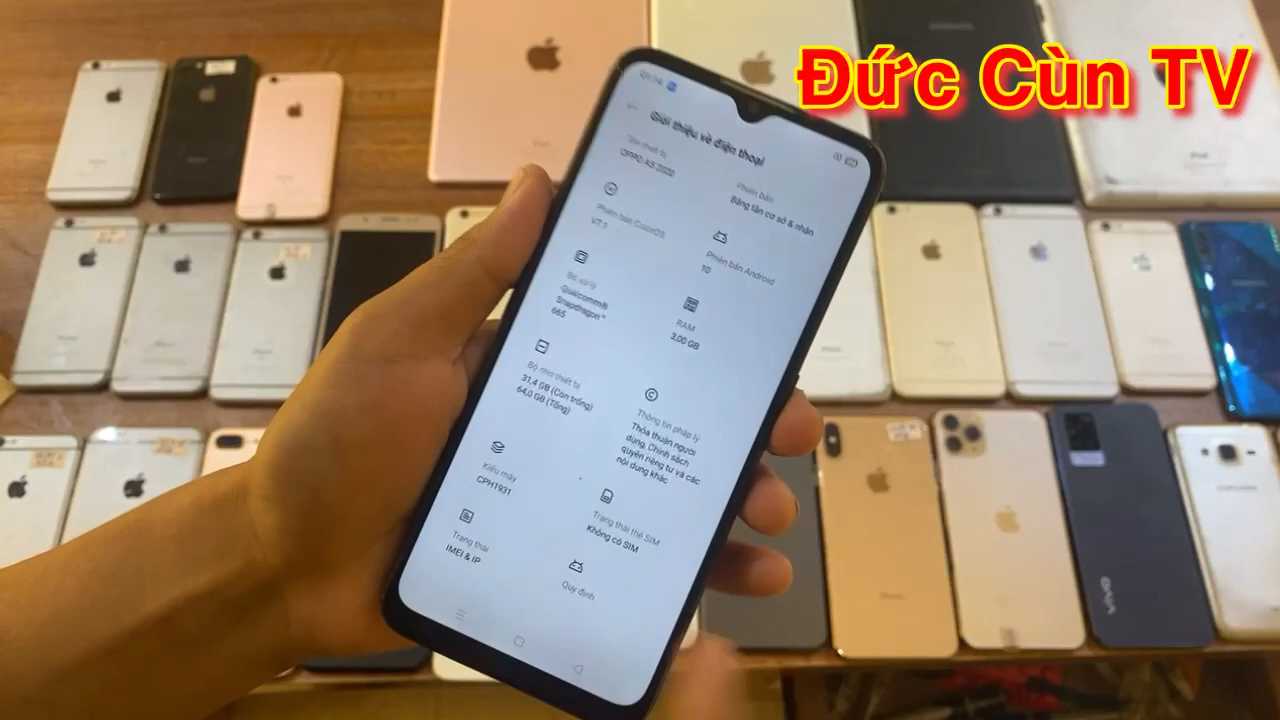 Đức Cùn TV
Giới thiệu về điện thoại
Tên thiết bị
OPPO A5 2020
Phiên bản
Băng tần cơ sở & nhân
Phiên bản ColorOS
V7.1
Phiên bản Android
10
Bộ xử lý
Qualcomm®
Snapdragon™
665
RAM
3,00 GB
Bộ nhớ thiết bị
31,4 GB (Còn trống)
64,0 GB (Tổng)
Thông tin pháp lý
Thỏa thuận người
dùng, Chính sách
quyền riêng tư và các
nội dung khác
Kiểu máy
CPH1931
Trạng thái thẻ SIM
Không có SIM
Trạng thái
IMEI & IP
Quy định
vivo
SAMSUNG